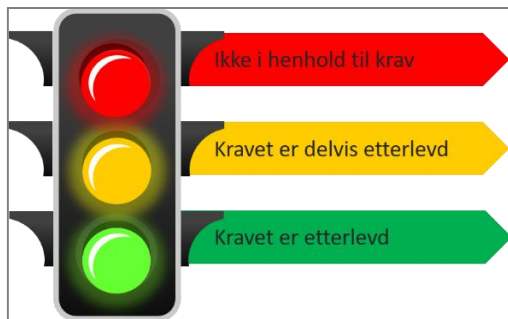 Ikke i henhold til krav
Kravet er delvis etterlevd
Kravet er etterlevd